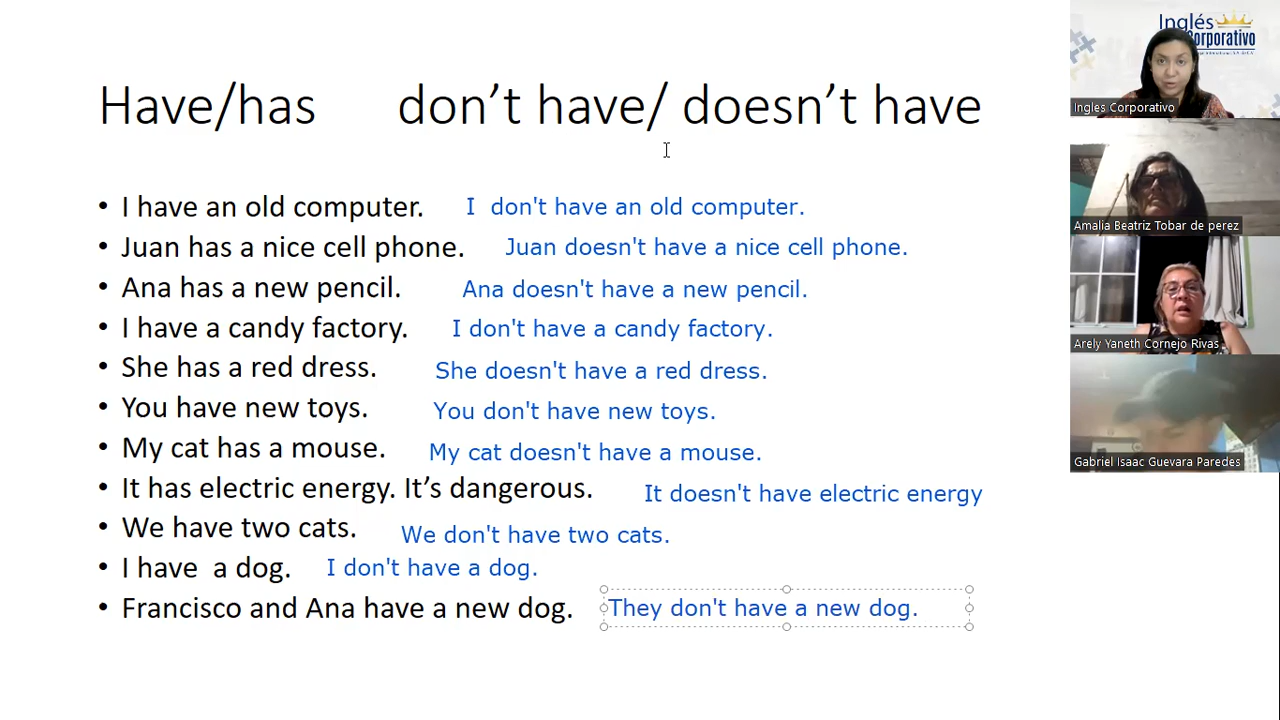 Have/has don’t have/ doesn’t have
• I have an old computer. I don't have an old computer.
• Juan has a nice cell phone. Juan doesn't have a nice cell phone.
• Ana has a new pencil. Ana doesn't have a new pencil.
• I have a candy factory. I don't have a candy factory.
• She has a red dress. She doesn't have a red dress.
• You have new toys. You don't have new toys.
• My cat has a mouse. My cat doesn't have a mouse.
• It has electric energy. It’s dangerous. It doesn't have electric energy
• We have two cats. We don't have two cats.
• I have a dog. I don't have a dog.
• Francisco and Ana have a new dog. They don't have a new dog.
Inglés
Corporativo
Ingles Corporativo
Amalia Beatriz Tobar de perez
Arely Yaneth Cornejo Rivas
Gabriel Isaac Guevara Paredes